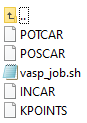 ..
POTCAR
POSCAR
vasp_job.sh
INCAR
KPOINTS